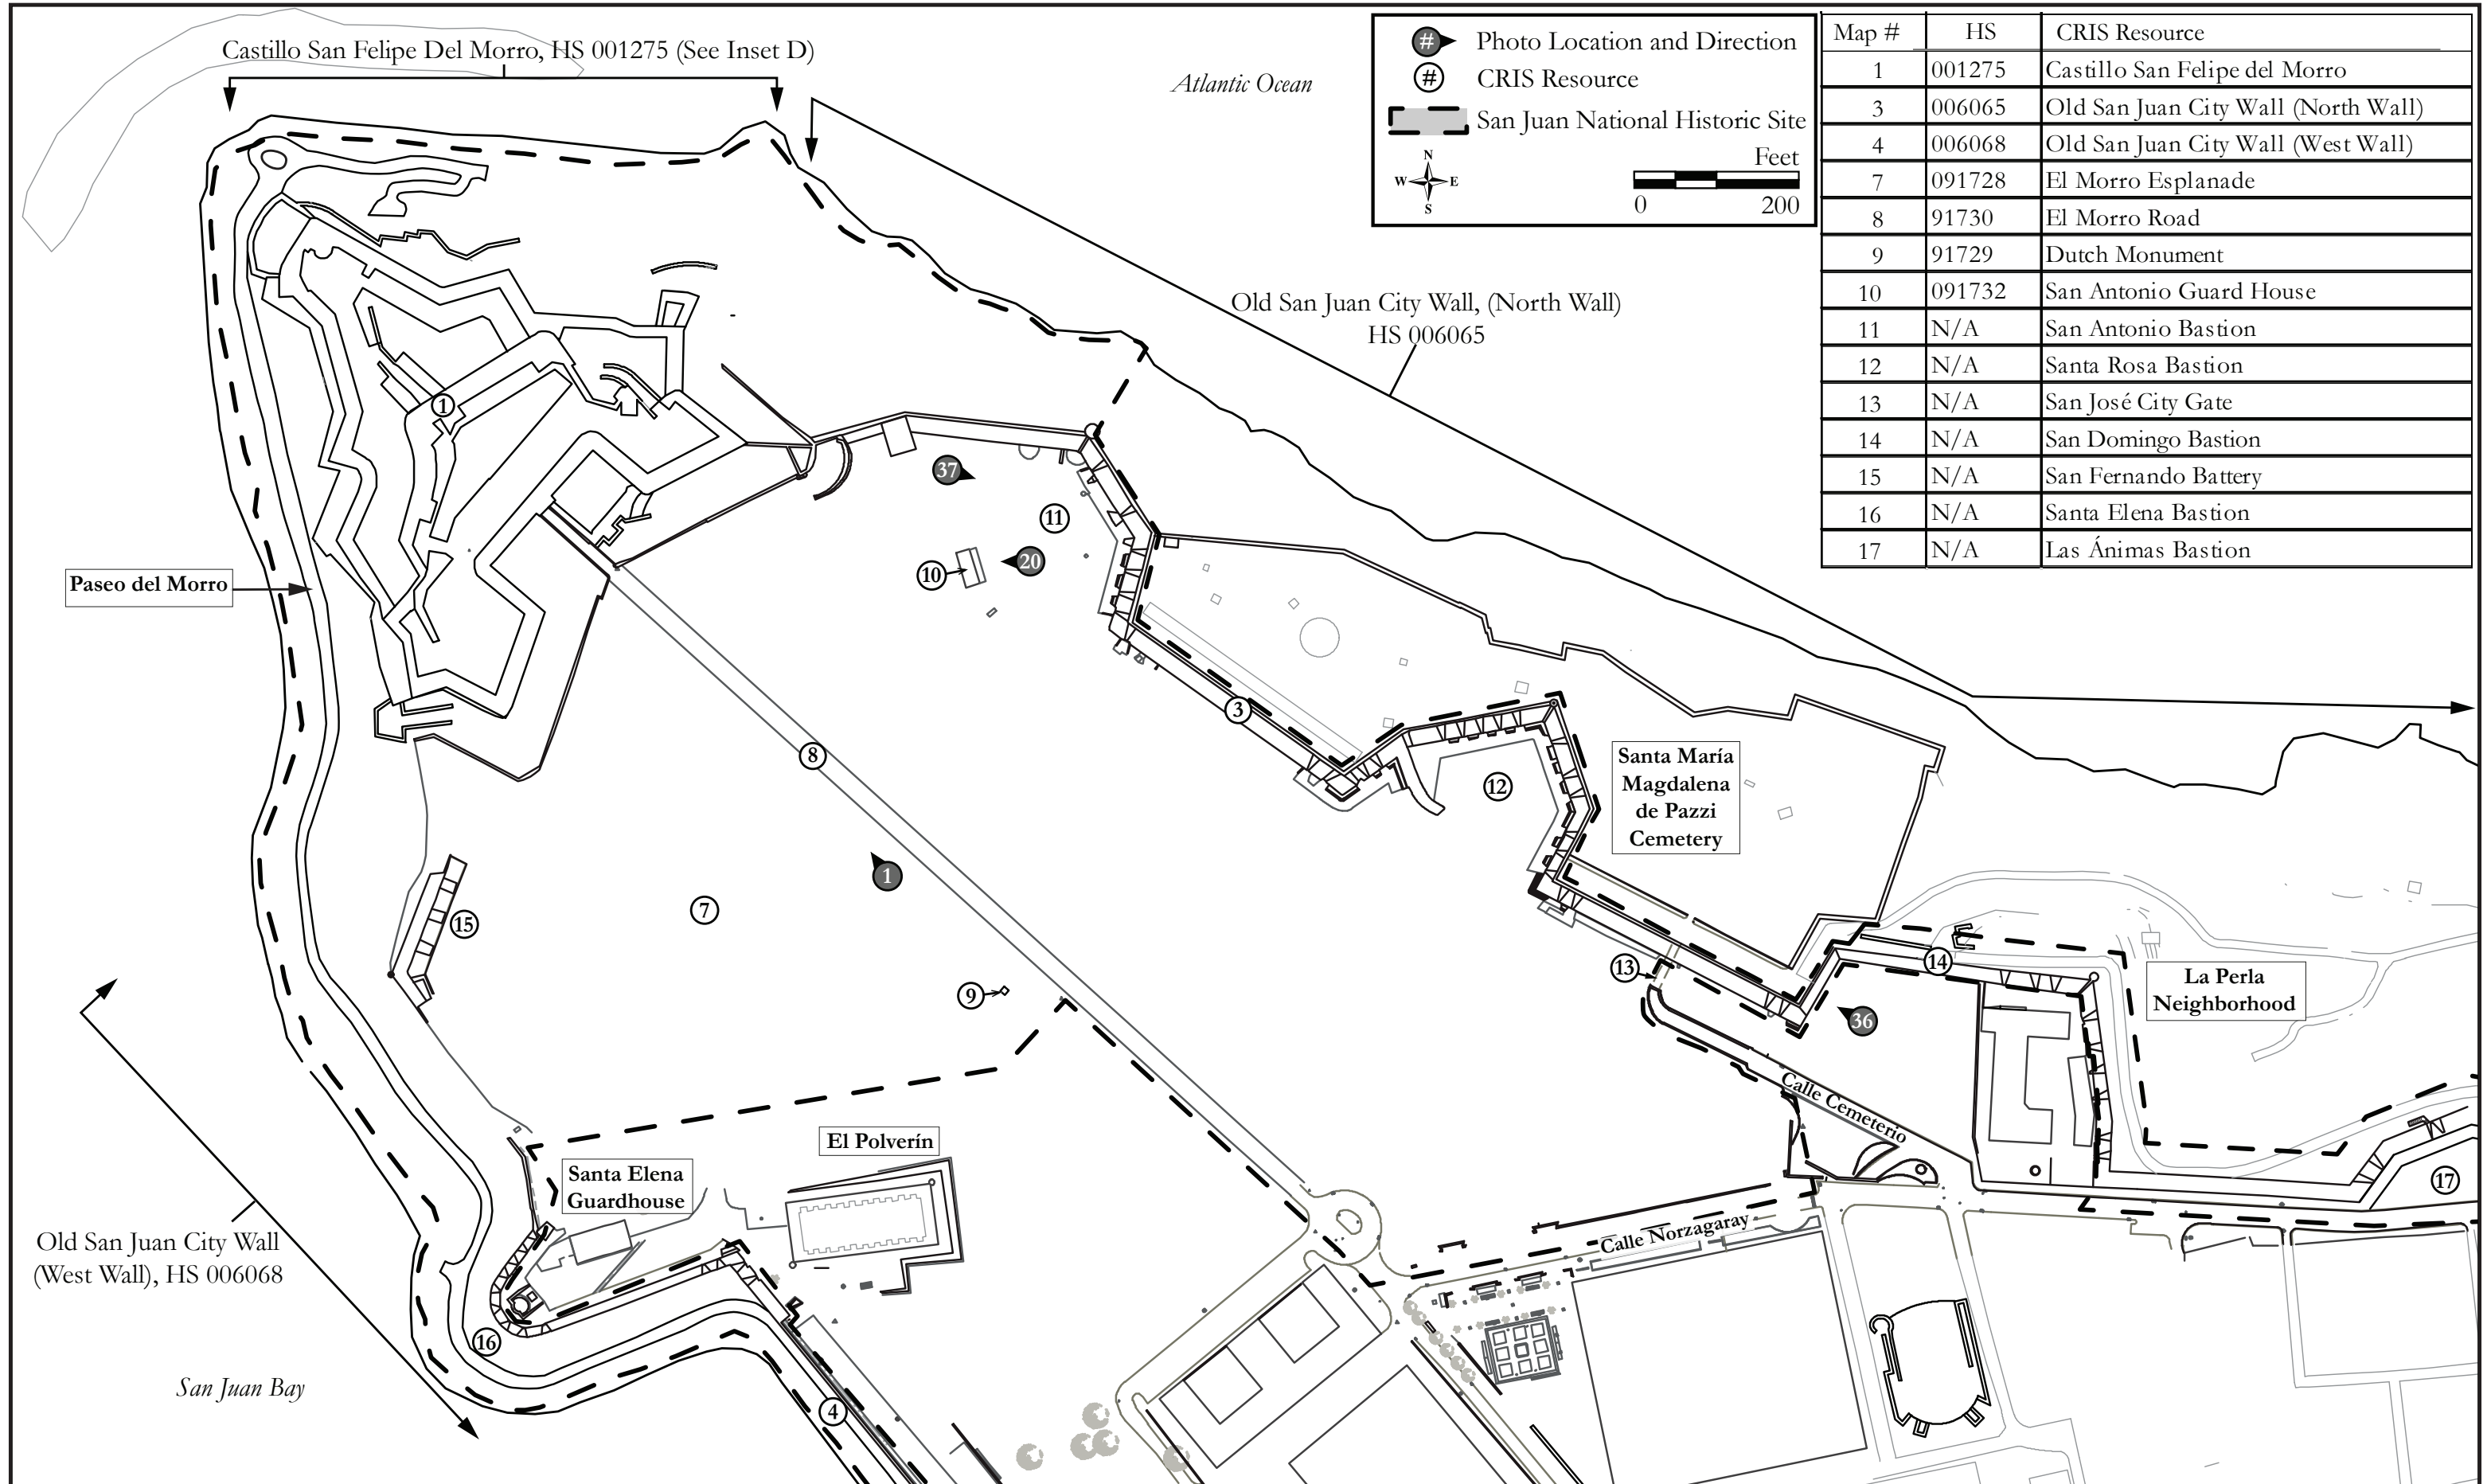 Castillo San Felipe Del Morro, HS 001275 (See Inset D)
Atlantic Ocean
# Photo Location and Direction
# CRIS Resource
San Juan National Historic Site
N
W E
S
Feet
0 200
Map # HS CRIS Resource
1 001275 Castillo San Felipe del Morro
3 006065 Old San Juan City Wall (North Wall)
4 006068 Old San Juan City Wall (West Wall)
7 091728 El Morro Esplanade
8 91730 El Morro Road
9 91729 Dutch Monument
10 091732 San Antonio Guard House
11 N/A San Antonio Bastion
12 N/A Santa Rosa Bastion
13 N/A San José City Gate
14 N/A San Domingo Bastion
15 N/A San Fernando Battery
16 N/A Santa Elena Bastion
17 N/A Las Ánimas Bastion
Old San Juan City Wall, (North Wall)
HS 006065
1
37
11
20
10
Paseo del Morro
3
8
12
Santa María
Magdalena
de Pazzi
Cemetery
1
7
15
9
13
14
36
La Perla
Neighborhood
Calle Cemeterio
El Polverín
Santa Elena
Guardhouse
17
Calle Norzagaray
Old San Juan City Wall
(West Wall), HS 006068
16
San Juan Bay
4